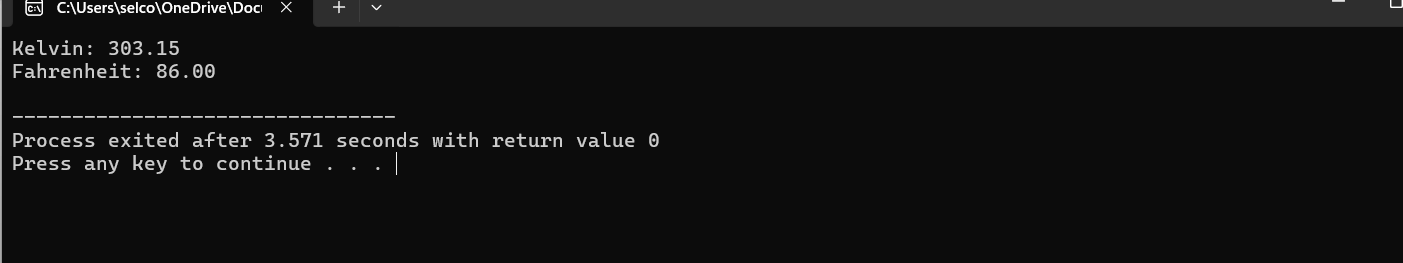 C:\Users\selco\OneDrive\Doc
Kelvin: 303.15
Fahrenheit: 86.00
--------------------------------
Process exited after 3.571 seconds with return value 0
Press any key to continue . . .